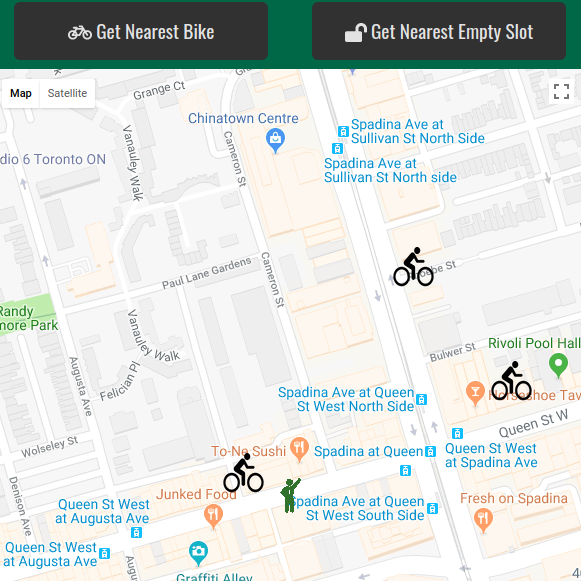 Get Nearest Bike
Get Nearest Empty Slot
Map
Satellite
Grange Ct
Chinatown Centre
Spadina Ave at
Sullivan St North Side
Spadina Ave at
Sullivan St North side
dio 6 Toronto ON
Vanauley Walk
Cameron St
Paul Lane Gardens
Cameron St
Randy
more Park
Vanauley Walk
Bulwer St
Rivoli Pool Hall
Augusta Ave
Felician Pl
Spadina Ave at Queen
St West North Side
Queen St W
Wolseley St
To-Ne Sushi
Spadina Ave at Queen
Queen St West
at Spadina Ave
Denison Ave
Junked Food
Queen St West
at Augusta Ave
Spadina Ave at Queen
St West South Side
Fresh on Spadina
Queen St West
at Augusta Ave
Augusta Ave
Graffiti Alley